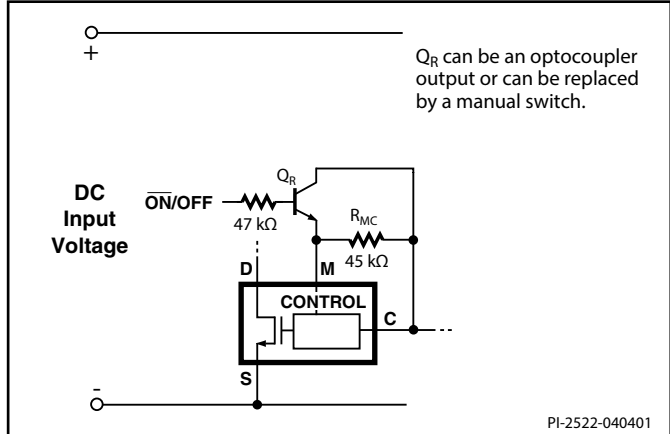 +
Q_R can be an optocoupler
output or can be replaced
by a manual switch.
Q_R
DC
Input
Voltage
O̅N̅/OFF
47 kΩ
R_MC
45 kΩ
D
M
CONTROL
C
S
-
PI-2522-040401